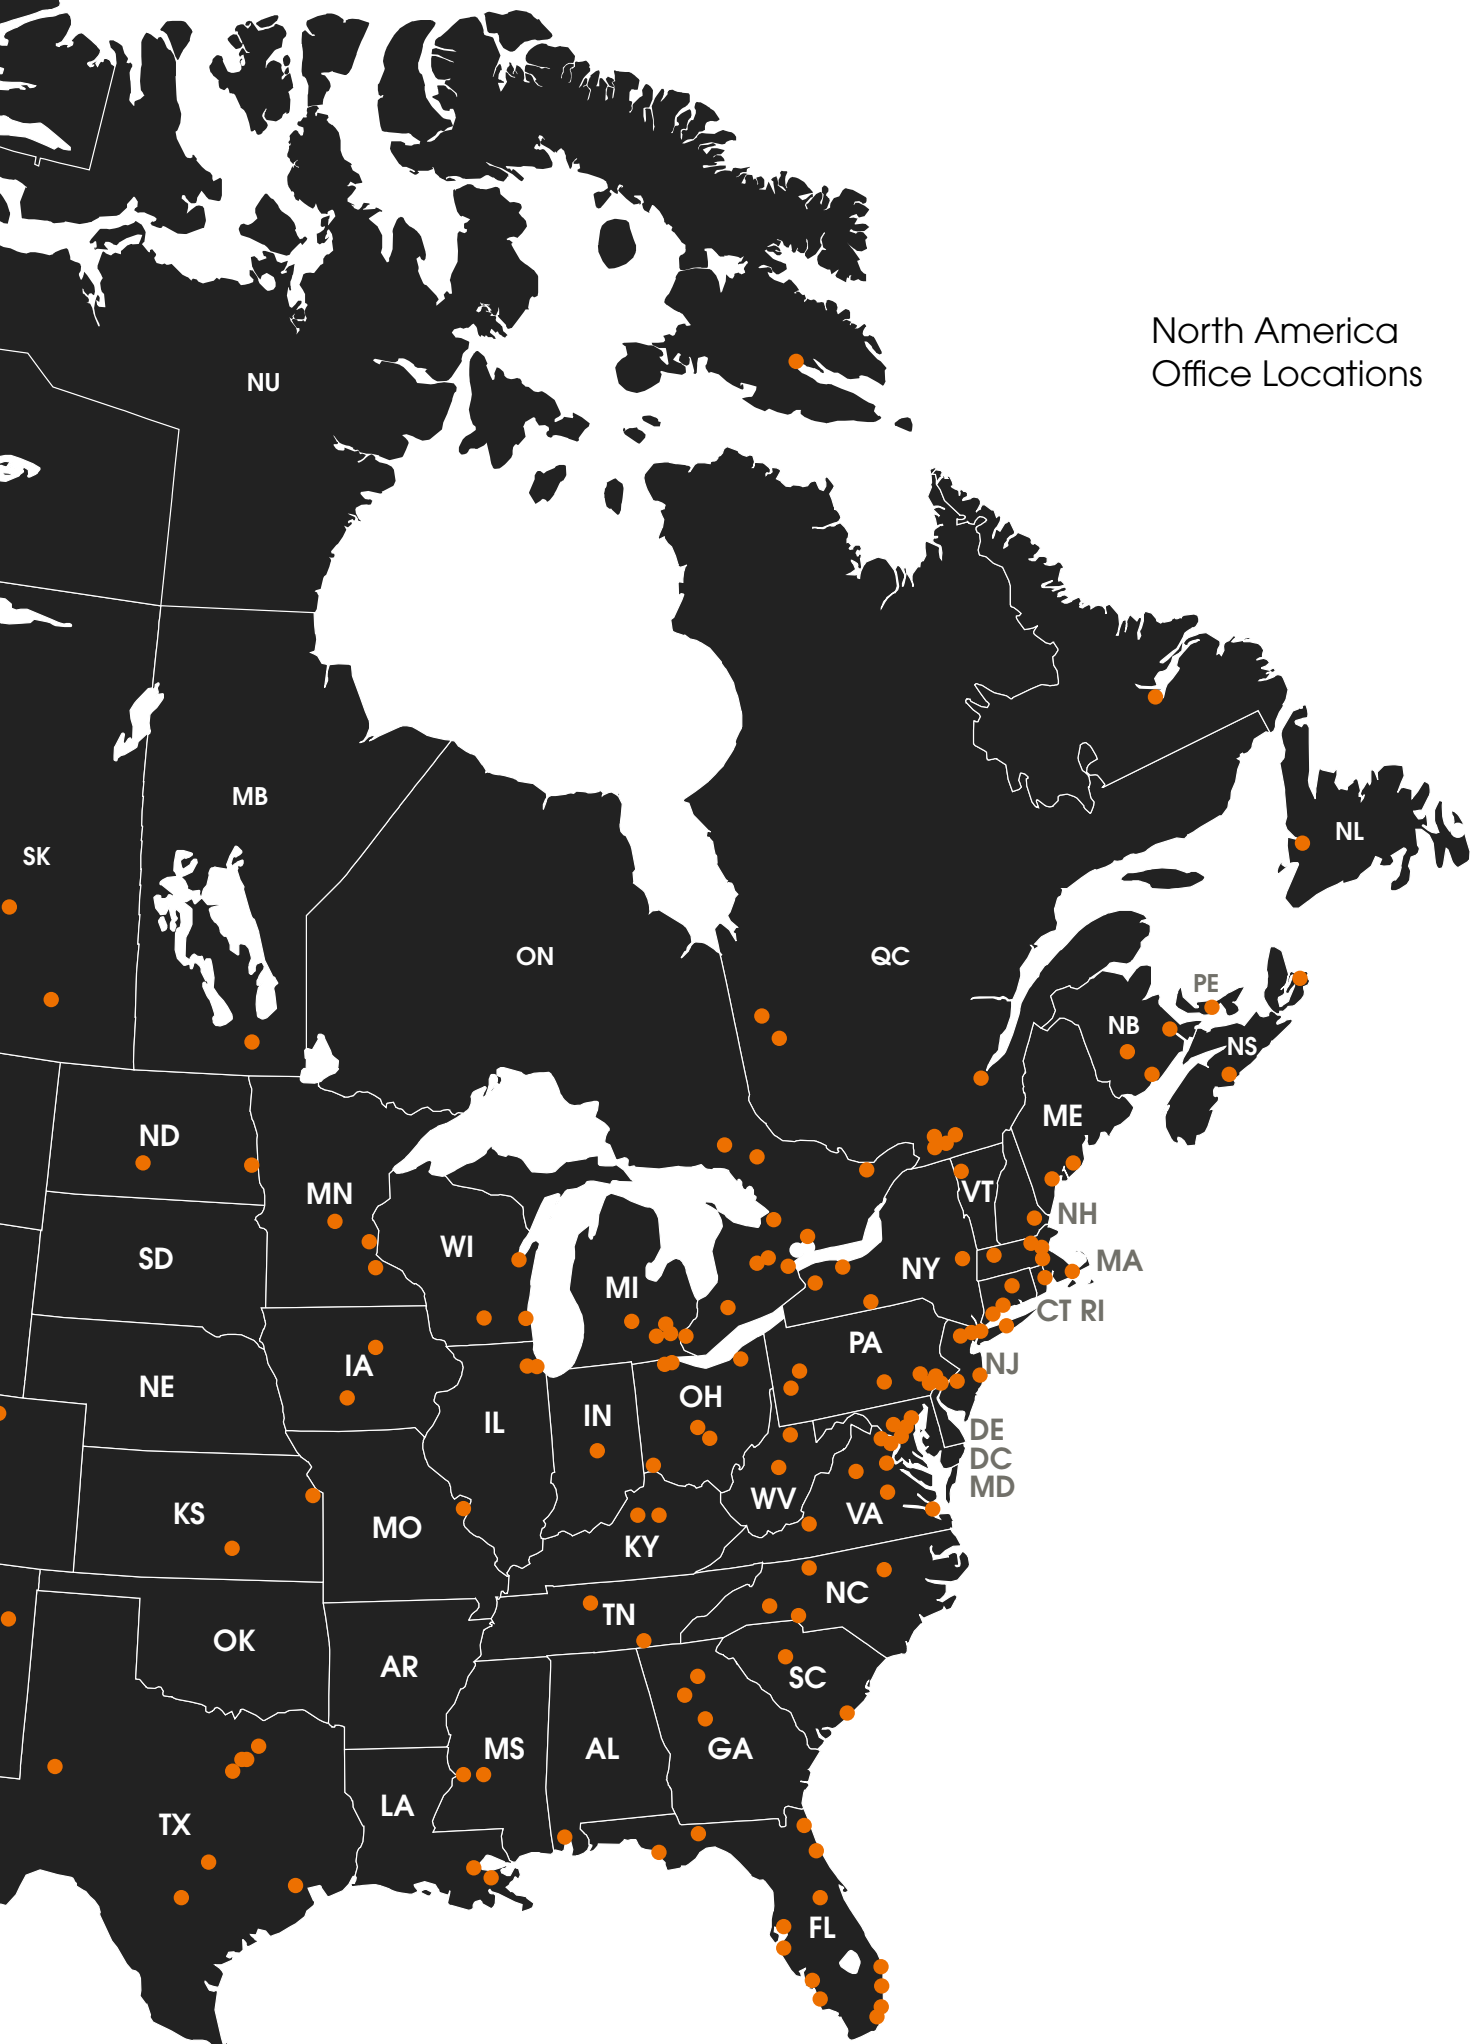 North America
Office Locations
NU
NL
MB
SK
ON
QC
PE
NB
NS
ND
ME
MN
VT
NH
WI
SD
MA
NY
MI
CT RI
PA
IA
NJ
NE
OH
IL
IN
DE
DC
MD
WV
KS
VA
MO
KY
NC
TN
OK
AR
SC
MS
AL
GA
LA
TX
FL